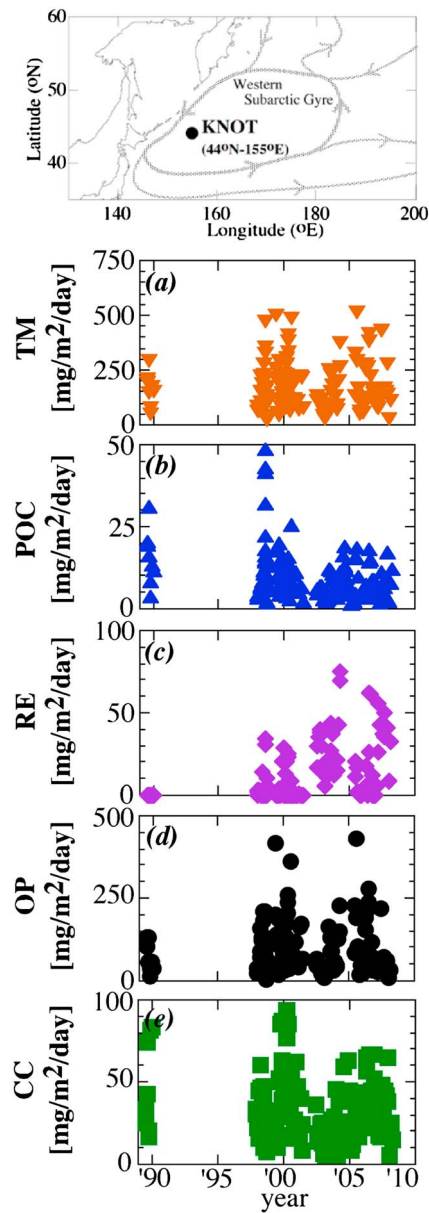 60
50
40
Latitude (oN)
Western
Subarctic Gyre
KNOT
(44oN-155oE)
140 160 180 200
Longitude (oE)
TM
[mg/m2/day]
750
500
250
0
(a)
POC
[mg/m2/day]
50
25
0
(b)
RE
[mg/m2/day]
100
50
0
(c)
OP
[mg/m2/day]
500
250
0
(d)
CC
[mg/m2/day]
100
50
0
(e)
'90 '95 '00 '05 '10
year